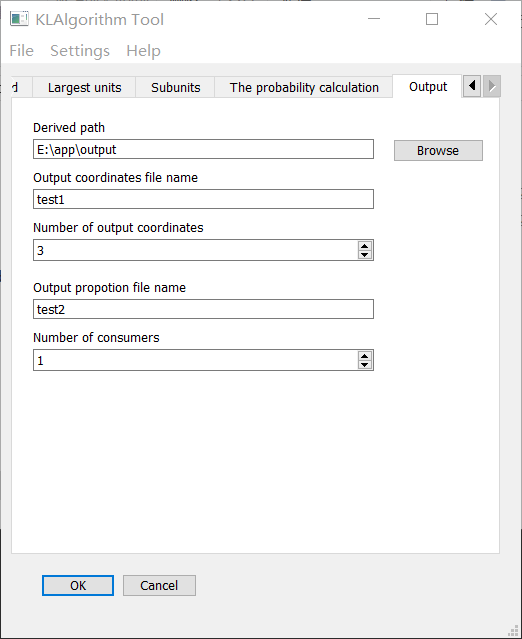 KLAlgorithm Tool
File Settings Help
Largest units Subunits The probability calculation Output
Derived path
E:\app\output
Browse
Output coordinates file name
test1
Number of output coordinates
3
Output propotion file name
test2
Number of consumers
1
OK Cancel